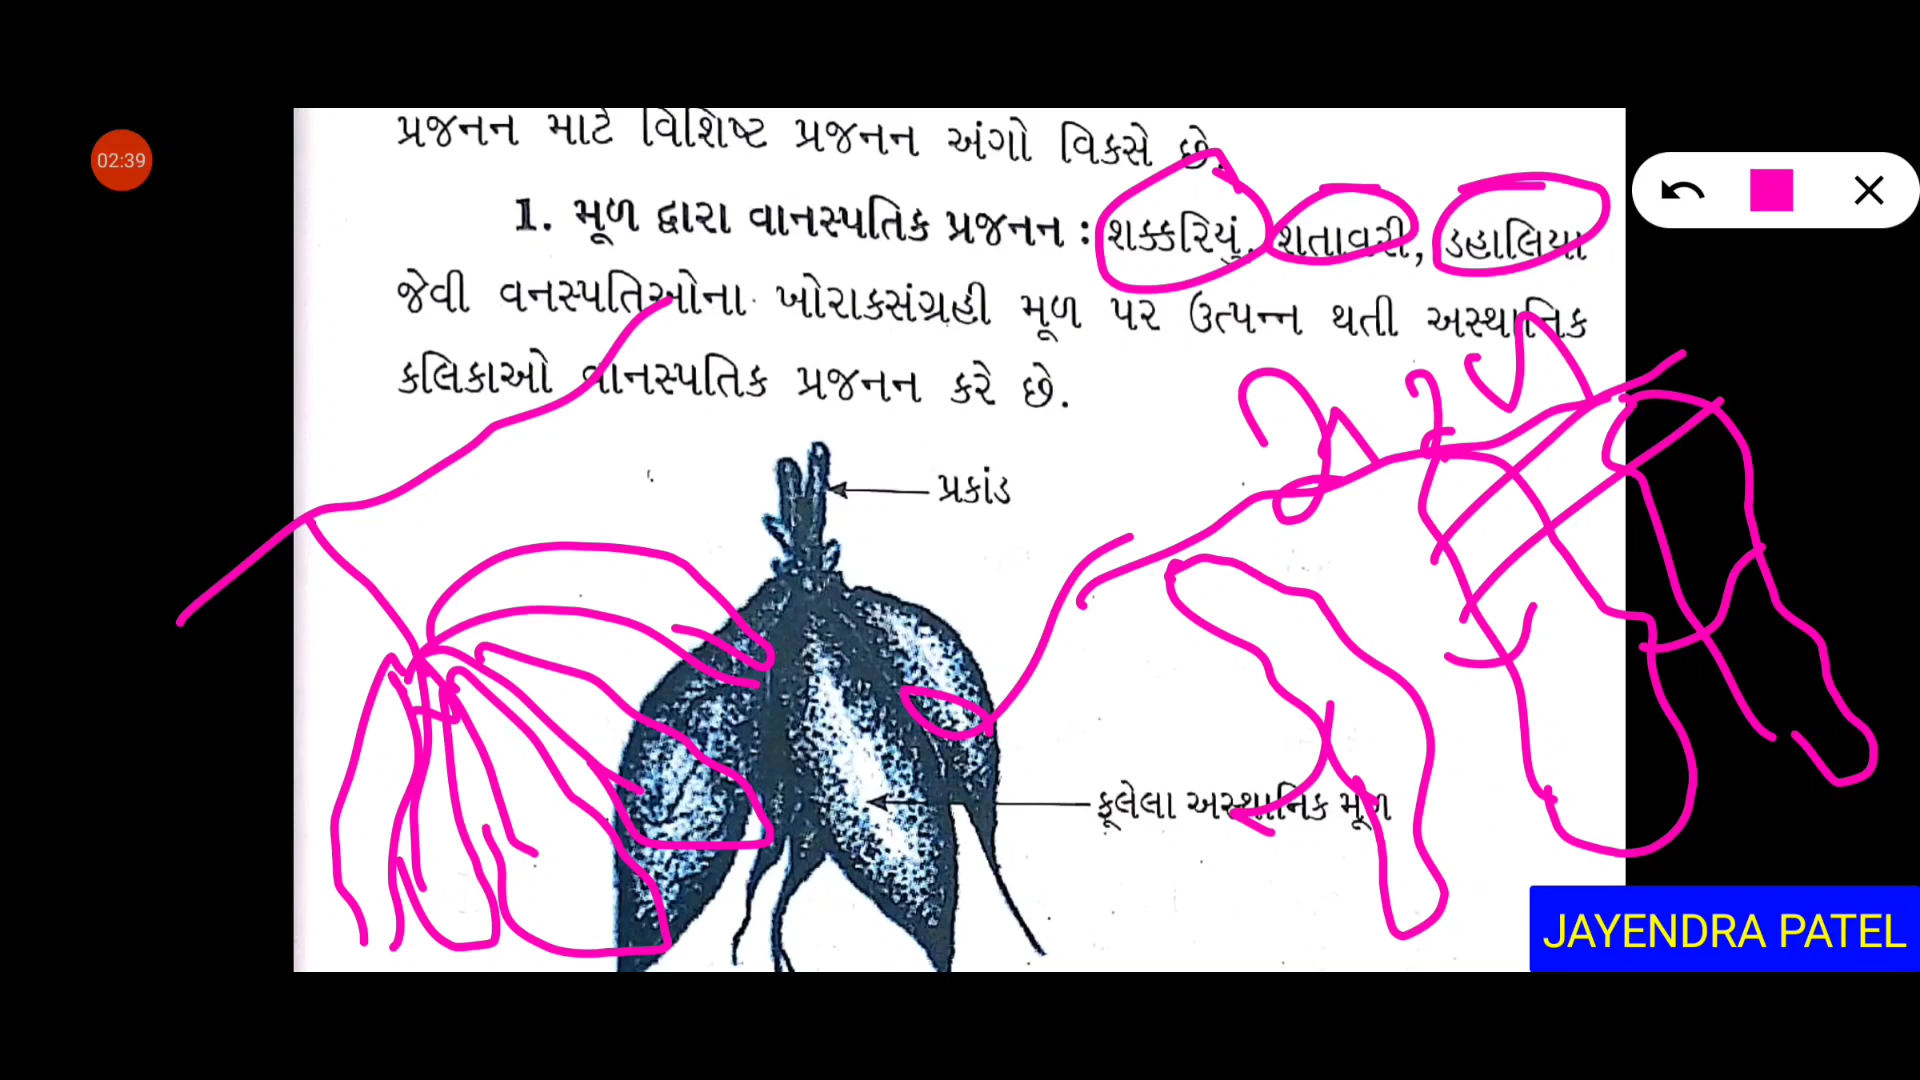 02:39
પ્રજનન માટે વિશિષ્ટ પ્રજનન અંગો વિકસે છે.
1. મૂળ દ્વારા વાનસ્પતિક પ્રજનન : શક્કરિયું, શતાવરી, ડહાલિયા
જેવી વનસ્પતિઓના ખોરાકસંગ્રહી મૂળ પર ઉત્પન્ન થતી અસ્થાનિક
કલિકાઓ વાનસ્પતિક પ્રજનન કરે છે.
પ્રકાંડ
ફૂલેલા અસ્થાનિક મૂળ
JAYENDRA PATEL